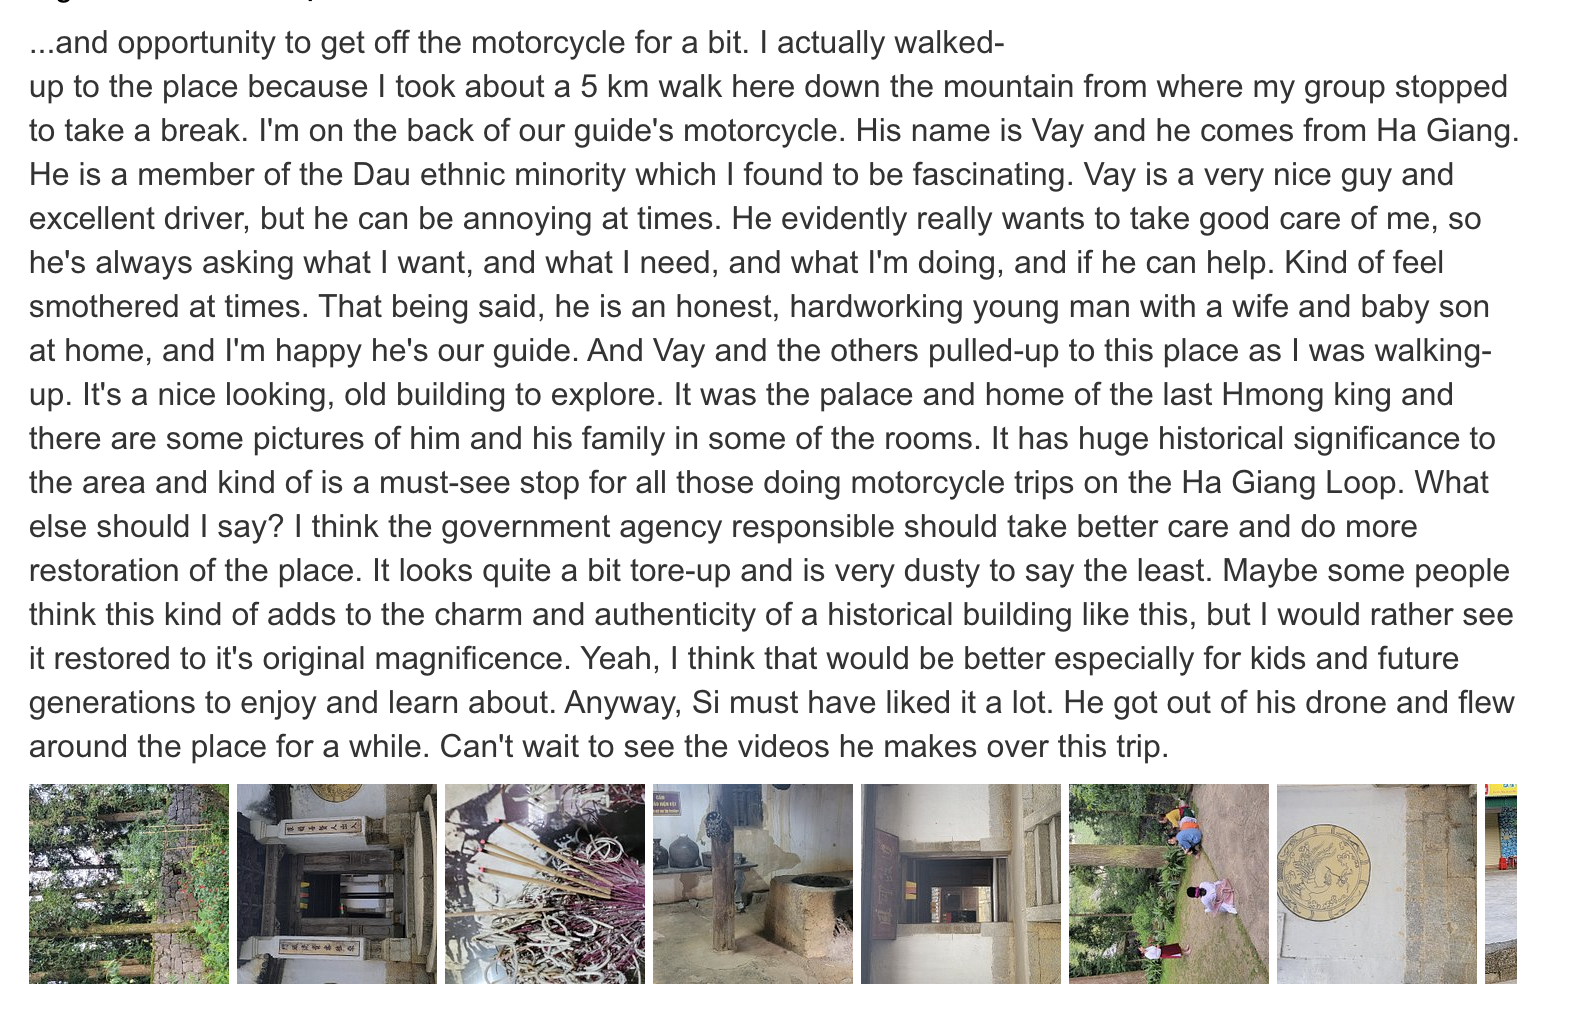 ...and opportunity to get off the motorcycle for a bit. I actually walked-
up to the place because I took about a 5 km walk here down the mountain from where my group stopped
to take a break. I'm on the back of our guide's motorcycle. His name is Vay and he comes from Ha Giang.
He is a member of the Dau ethnic minority which I found to be fascinating. Vay is a very nice guy and
excellent driver, but he can be annoying at times. He evidently really wants to take good care of me, so
he's always asking what I want, and what I need, and what I'm doing, and if he can help. Kind of feel
smothered at times. That being said, he is an honest, hardworking young man with a wife and baby son
at home, and I'm happy he's our guide. And Vay and the others pulled-up to this place as I was walking-
up. It's a nice looking, old building to explore. It was the palace and home of the last Hmong king and
there are some pictures of him and his family in some of the rooms. It has huge historical significance to
the area and kind of is a must-see stop for all those doing motorcycle trips on the Ha Giang Loop. What
else should I say? I think the government agency responsible should take better care and do more
restoration of the place. It looks quite a bit tore-up and is very dusty to say the least. Maybe some people
think this kind of adds to the charm and authenticity of a historical building like this, but I would rather see
it restored to it's original magnificence. Yeah, I think that would be better especially for kids and future
generations to enjoy and learn about. Anyway, Si must have liked it a lot. He got out of his drone and flew
around the place for a while. Can't wait to see the videos he makes over this trip.